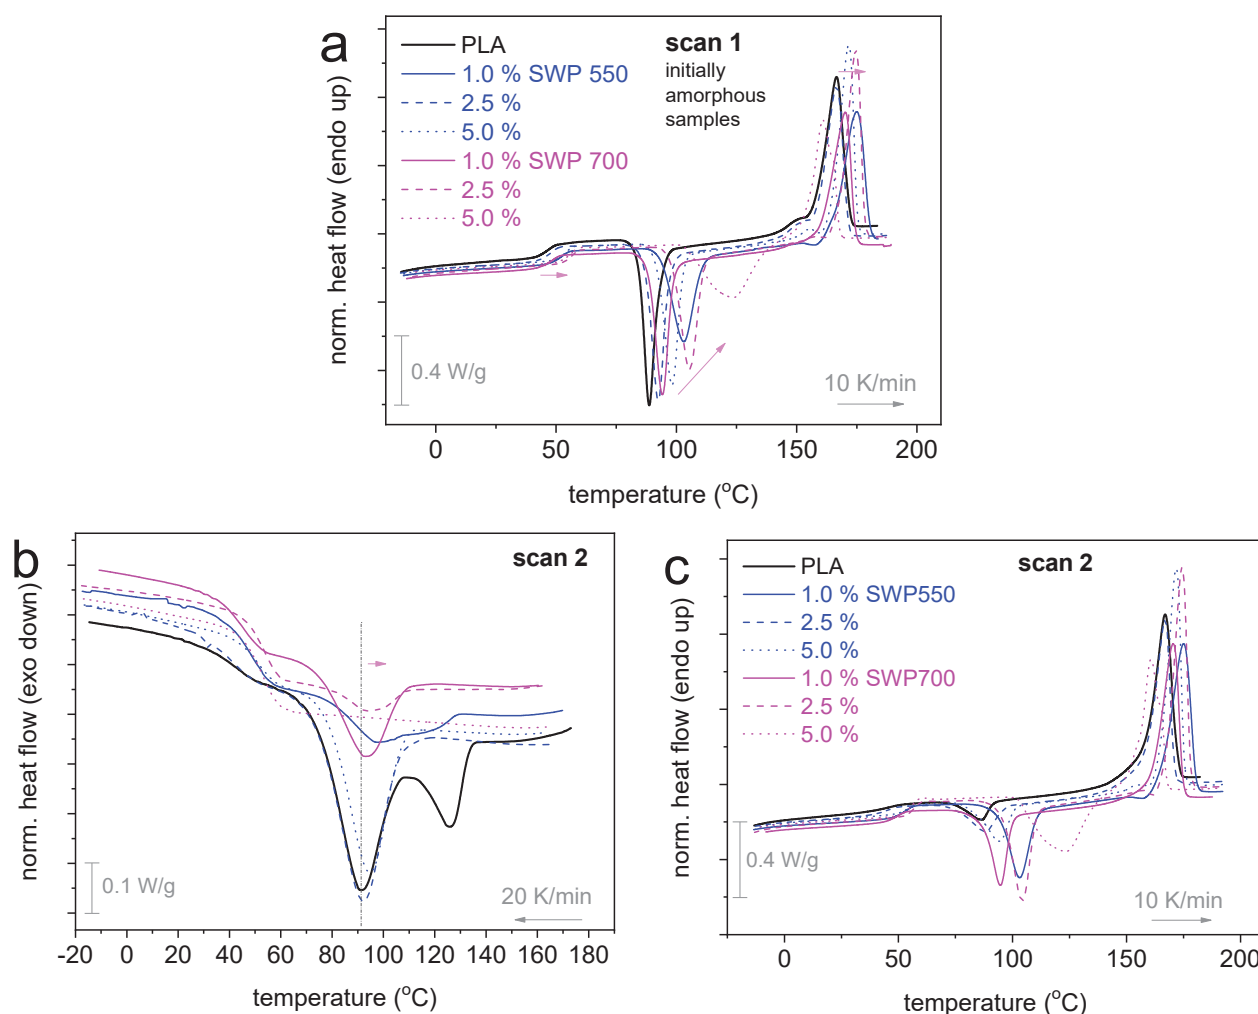 a
PLA
1.0 % SWP 550
2.5 %
5.0 %
1.0 % SWP 700
2.5 %
5.0 %
scan 1
initially
amorphous
samples
norm. heat flow (endo up)
0.4 W/g
10 K/min
0 50 100 150 200
temperature (°C)
b
scan 2
norm. heat flow (exo down)
0.1 W/g
20 K/min
-20 0 20 40 60 80 100 120 140 160 180
temperature (°C)
c
PLA
1.0 % SWP550
2.5 %
5.0 %
1.0 % SWP700
2.5 %
5.0 %
scan 2
norm. heat flow (endo up)
0.4 W/g
10 K/min
0 50 100 150 200
temperature (°C)